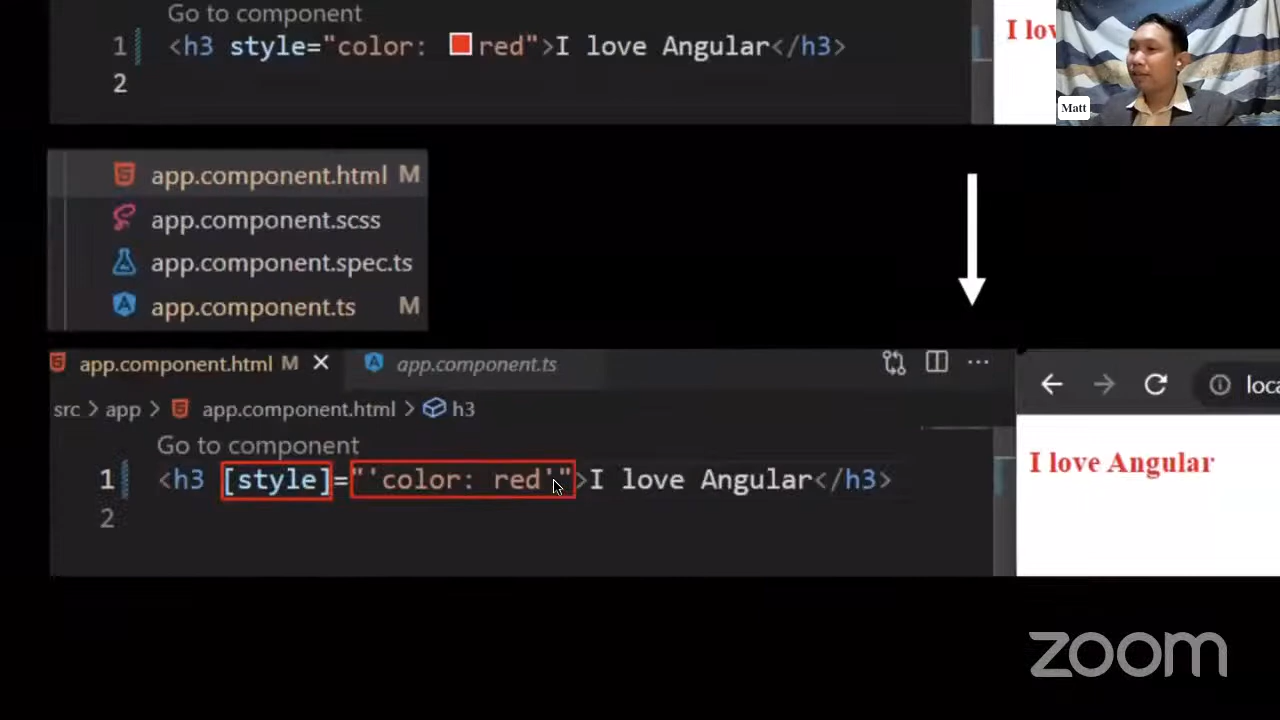 Go to component
1 <h3 style="color: red">I love Angular</h3>
2
I lov
Matt
app.component.html M
app.component.scss
app.component.spec.ts
app.component.ts M
app.component.html M
app.component.ts
src > app > app.component.html > h3
loca
Go to component
1 <h3 [style]="'color: red'">I love Angular</h3>
2
I love Angular
zoom